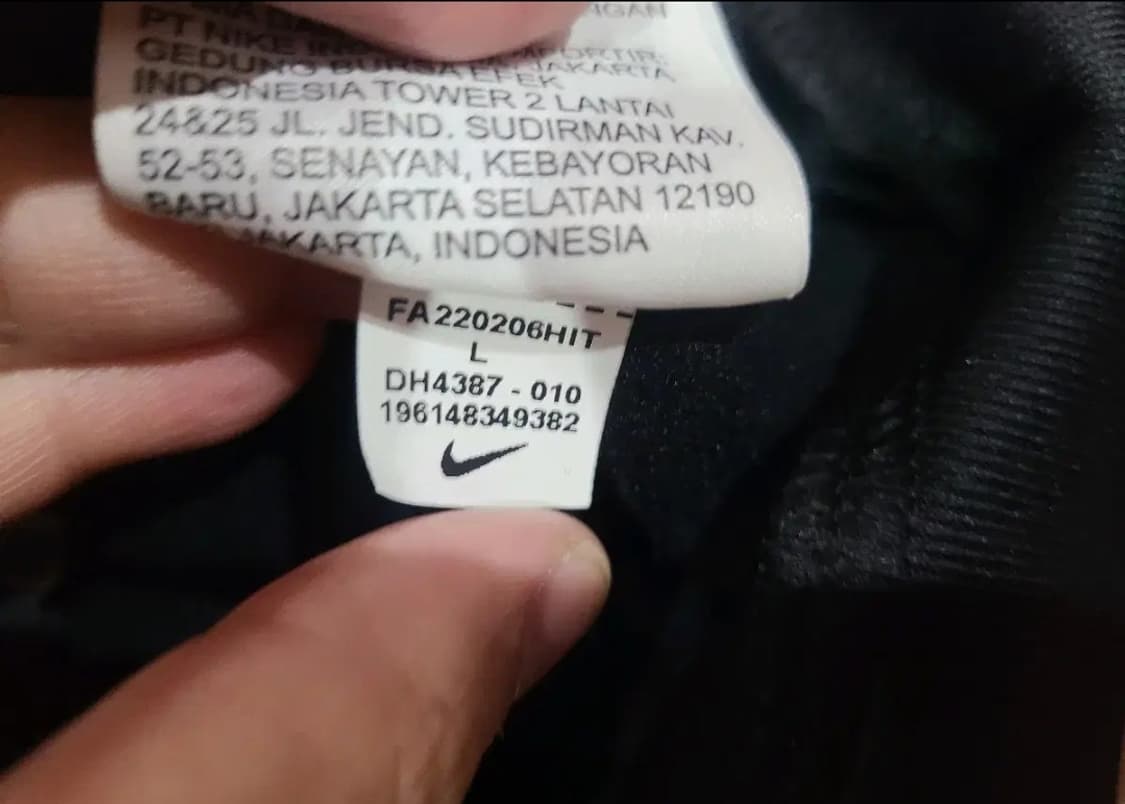 PT NIKE
GEDUNG BURSA EFEK JAKARTA
INDONESIA TOWER 2 LANTAI
24&25 JL. JEND. SUDIRMAN KAV.
52-53, SENAYAN, KEBAYORAN
BARU, JAKARTA SELATAN 12190
JAKARTA, INDONESIA
FA220206HIT
L
DH4387 - 010
196148349382